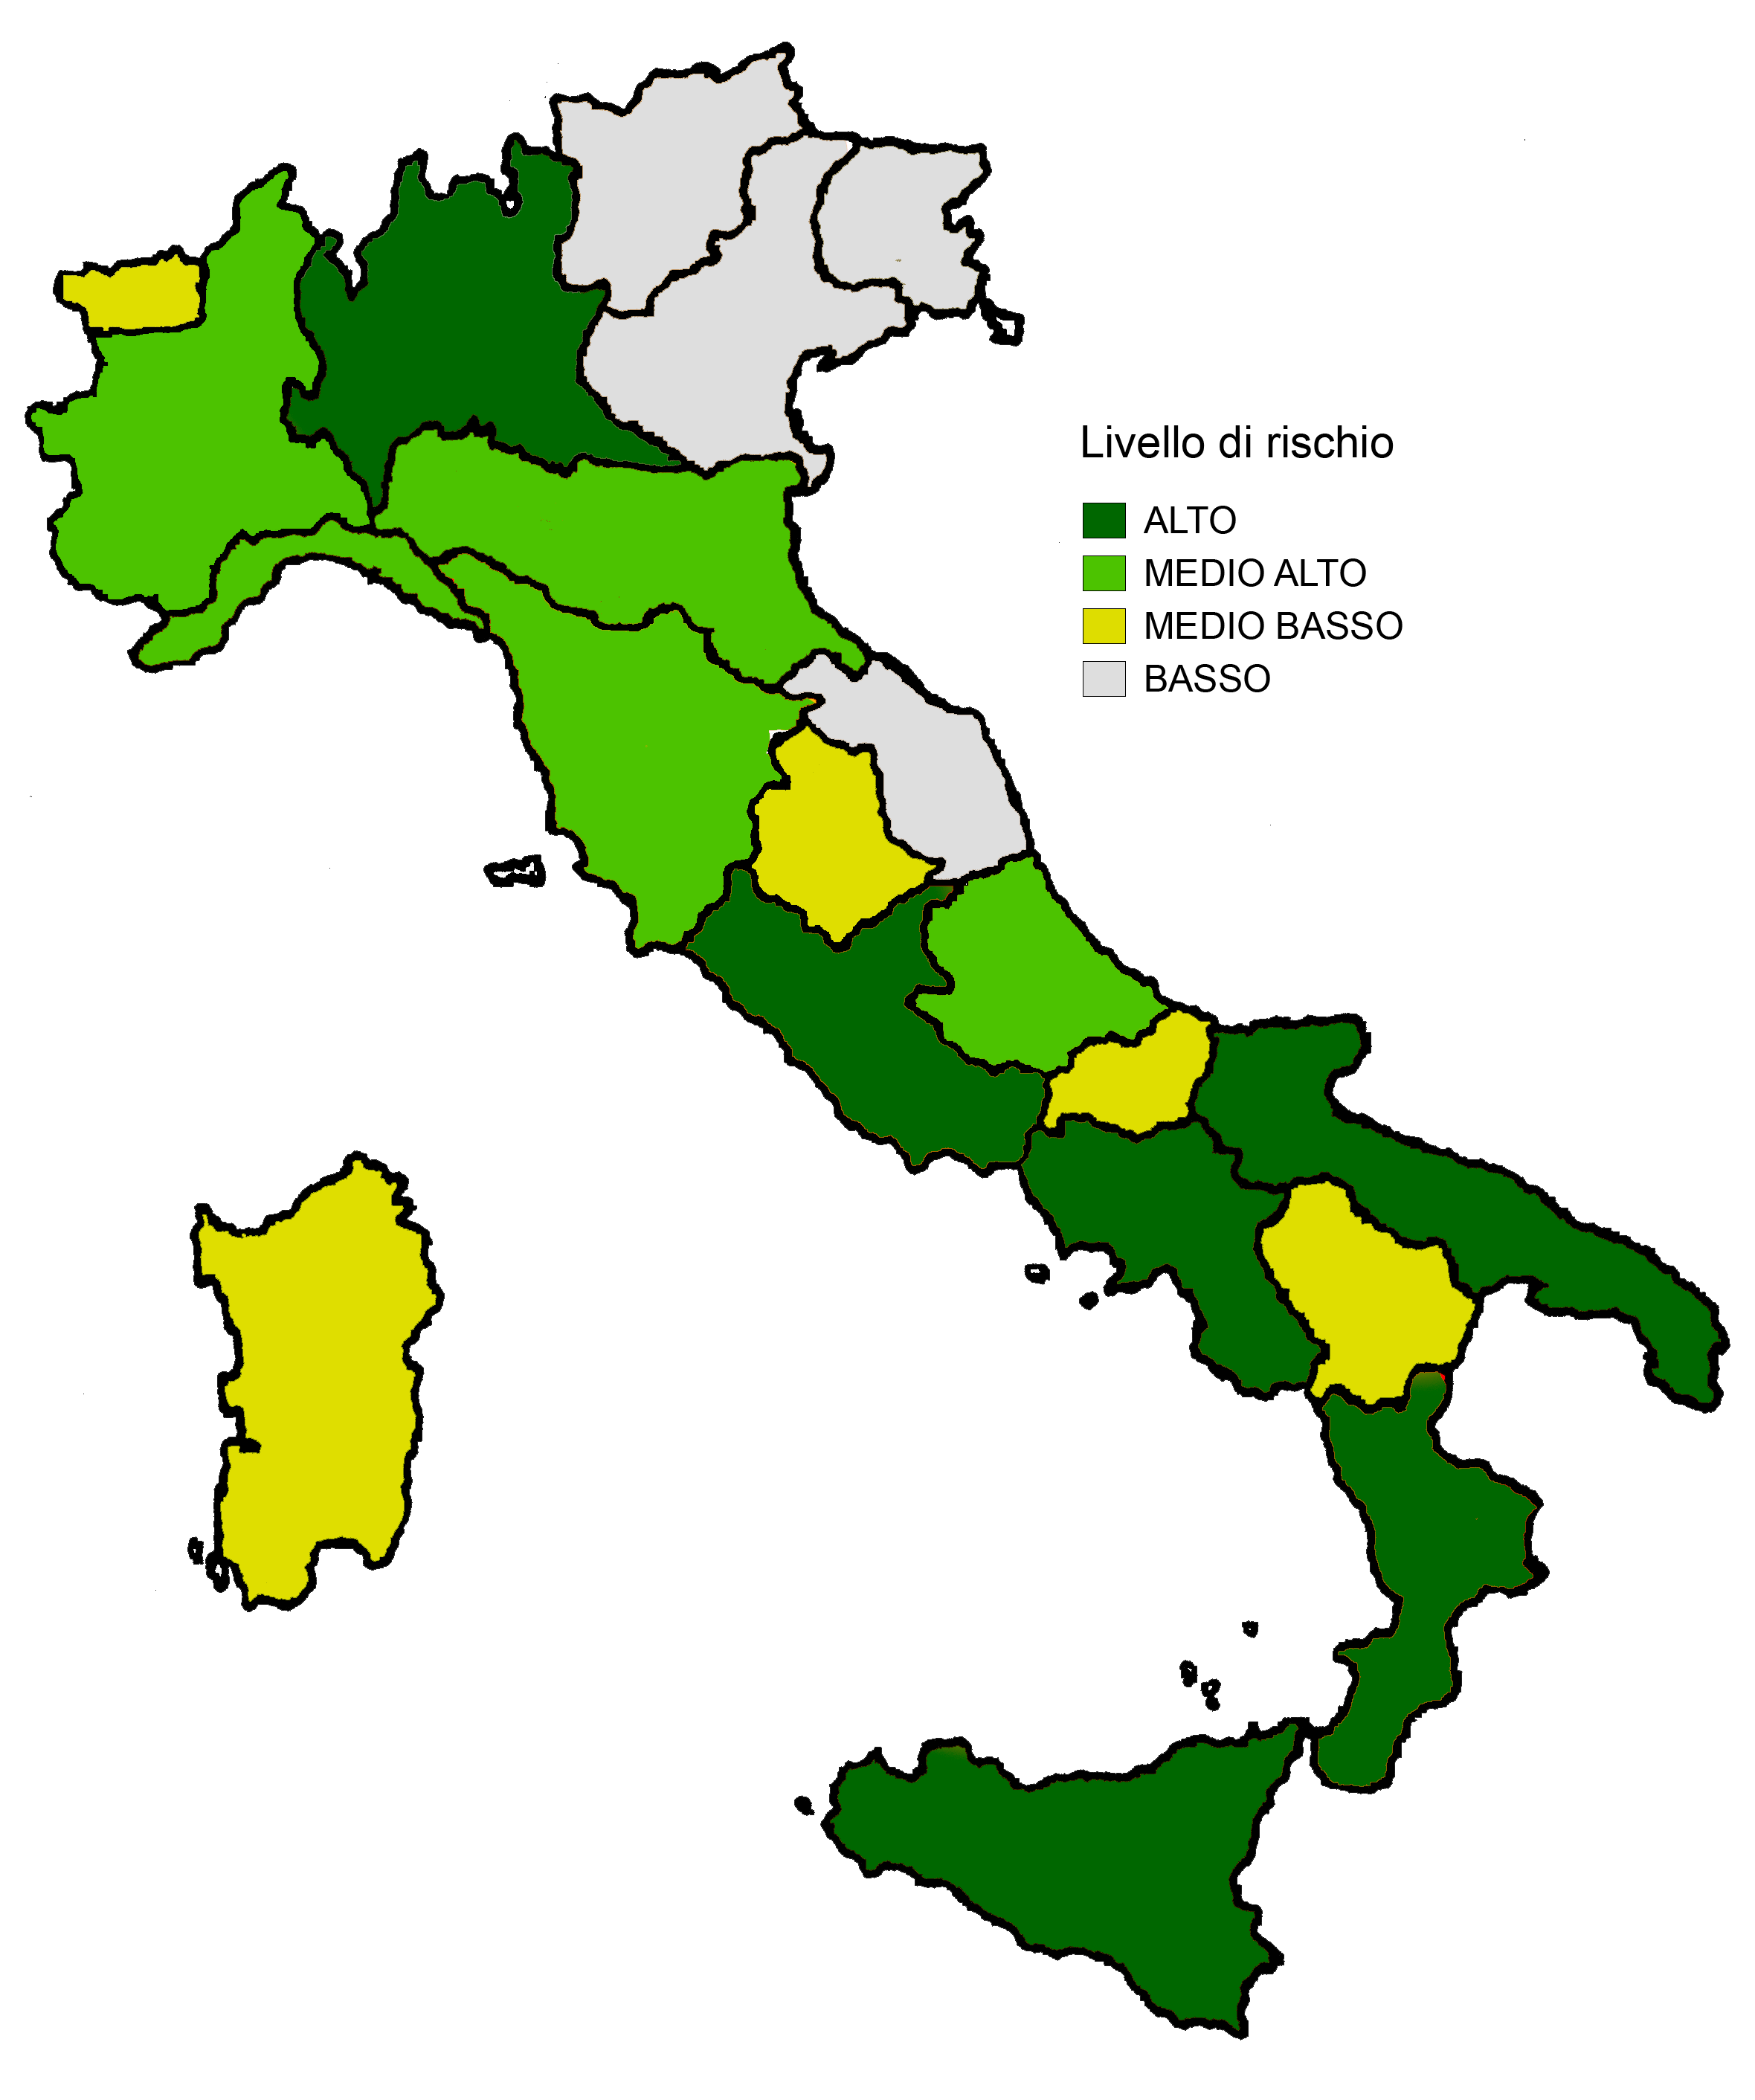 Livello di rischio
ALTO
MEDIO ALTO
MEDIO BASSO
BASSO